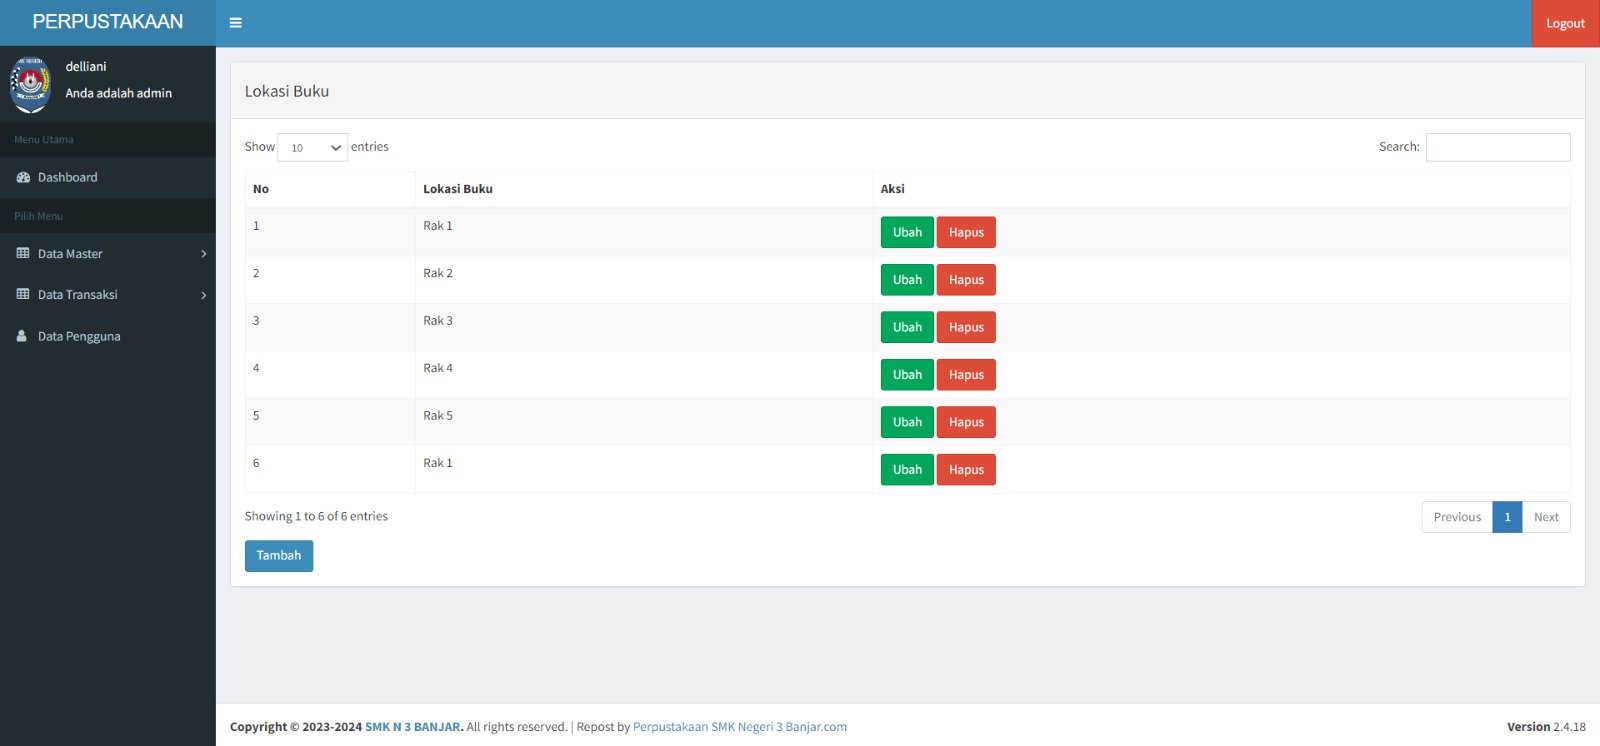 PERPUSTAKAAN
Logout
delliani
Anda adalah admin
Menu Utama
Dashboard
Pilih Menu
Data Master
Data Transaksi
Data Pengguna
Lokasi Buku
Show 10 entries Search:
No Lokasi Buku Aksi
1 Rak 1 Ubah Hapus
2 Rak 2 Ubah Hapus
3 Rak 3 Ubah Hapus
4 Rak 4 Ubah Hapus
5 Rak 5 Ubah Hapus
6 Rak 1 Ubah Hapus
Showing 1 to 6 of 6 entries Previous 1 Next
Tambah
Copyright © 2023-2024 SMK N 3 BANJAR. All rights reserved. | Repost by Perpustakaan SMK Negeri 3 Banjar.com Version 2.4.18